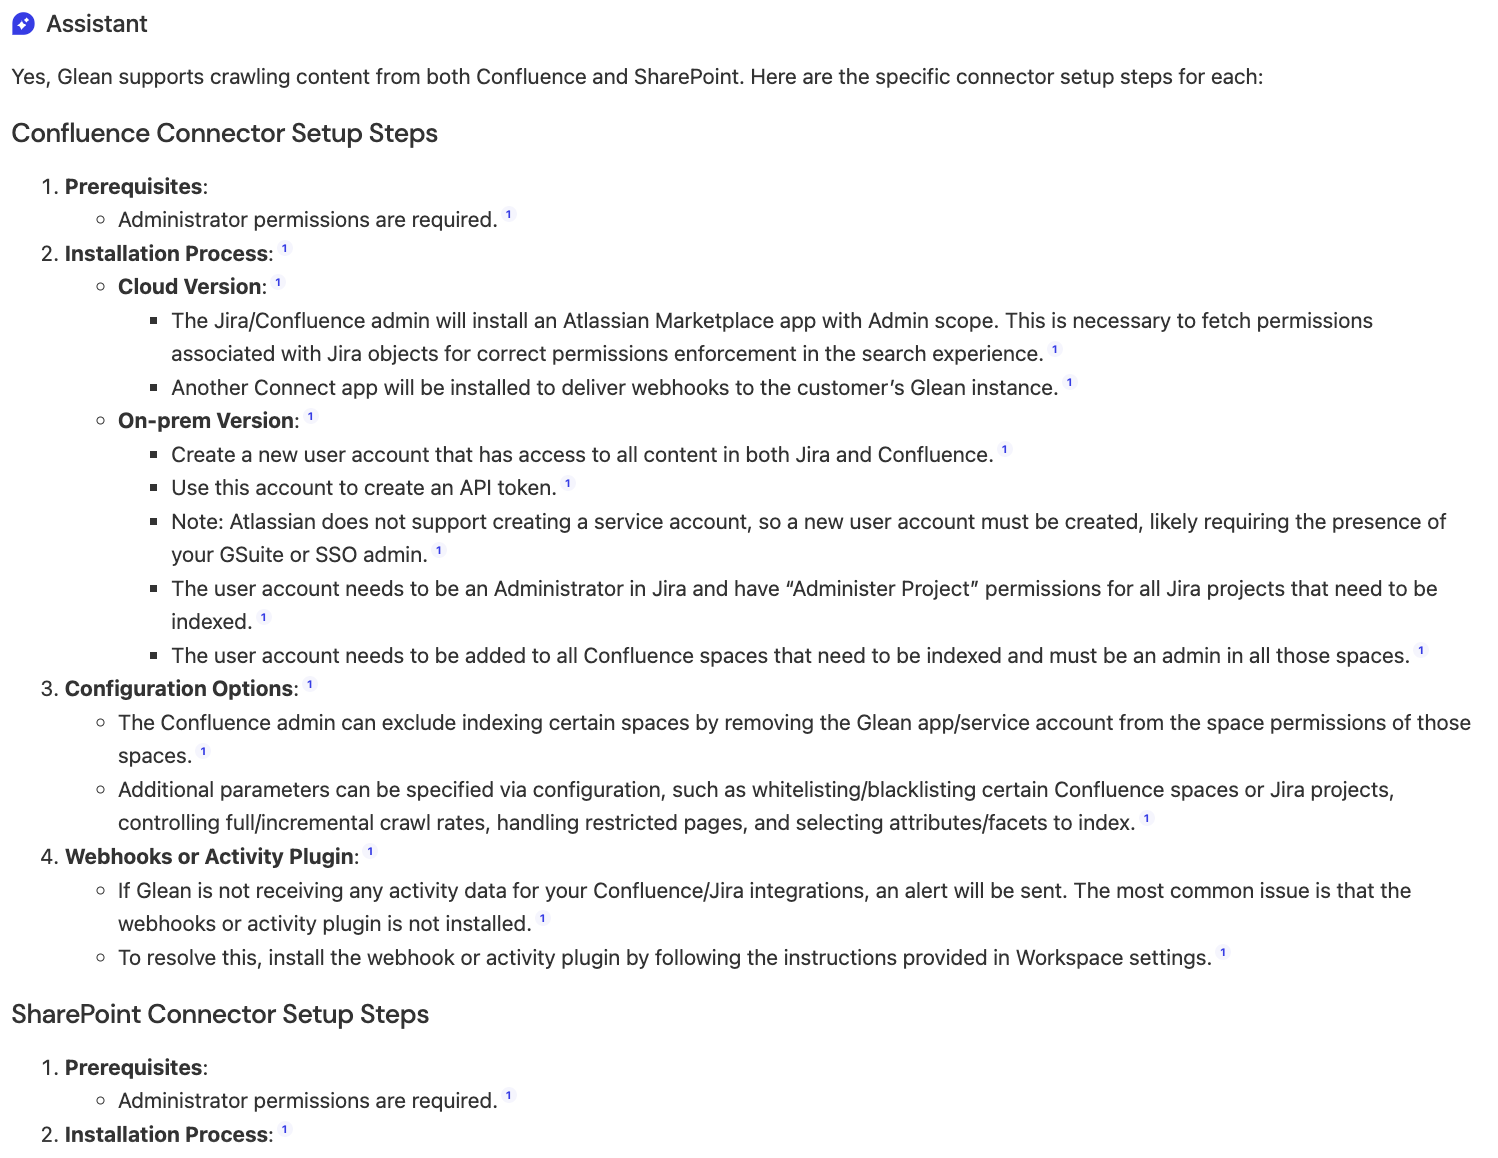 Assistant
Yes, Glean supports crawling content from both Confluence and SharePoint. Here are the specific connector setup steps for each:
Confluence Connector Setup Steps
1. Prerequisites:
◦ Administrator permissions are required. 1
2. Installation Process: 1
◦ Cloud Version: 1
▪ The Jira/Confluence admin will install an Atlassian Marketplace app with Admin scope. This is necessary to fetch permissions
associated with Jira objects for correct permissions enforcement in the search experience. 1
▪ Another Connect app will be installed to deliver webhooks to the customer’s Glean instance. 1
◦ On-prem Version: 1
▪ Create a new user account that has access to all content in both Jira and Confluence. 1
▪ Use this account to create an API token. 1
▪ Note: Atlassian does not support creating a service account, so a new user account must be created, likely requiring the presence of
your GSuite or SSO admin. 1
▪ The user account needs to be an Administrator in Jira and have “Administer Project” permissions for all Jira projects that need to be
indexed. 1
▪ The user account needs to be added to all Confluence spaces that need to be indexed and must be an admin in all those spaces. 1
3. Configuration Options: 1
◦ The Confluence admin can exclude indexing certain spaces by removing the Glean app/service account from the space permissions of those
spaces. 1
◦ Additional parameters can be specified via configuration, such as whitelisting/blacklisting certain Confluence spaces or Jira projects,
controlling full/incremental crawl rates, handling restricted pages, and selecting attributes/facets to index. 1
4. Webhooks or Activity Plugin: 1
◦ If Glean is not receiving any activity data for your Confluence/Jira integrations, an alert will be sent. The most common issue is that the
webhooks or activity plugin is not installed. 1
◦ To resolve this, install the webhook or activity plugin by following the instructions provided in Workspace settings. 1
SharePoint Connector Setup Steps
1. Prerequisites:
◦ Administrator permissions are required. 1
2. Installation Process: 1